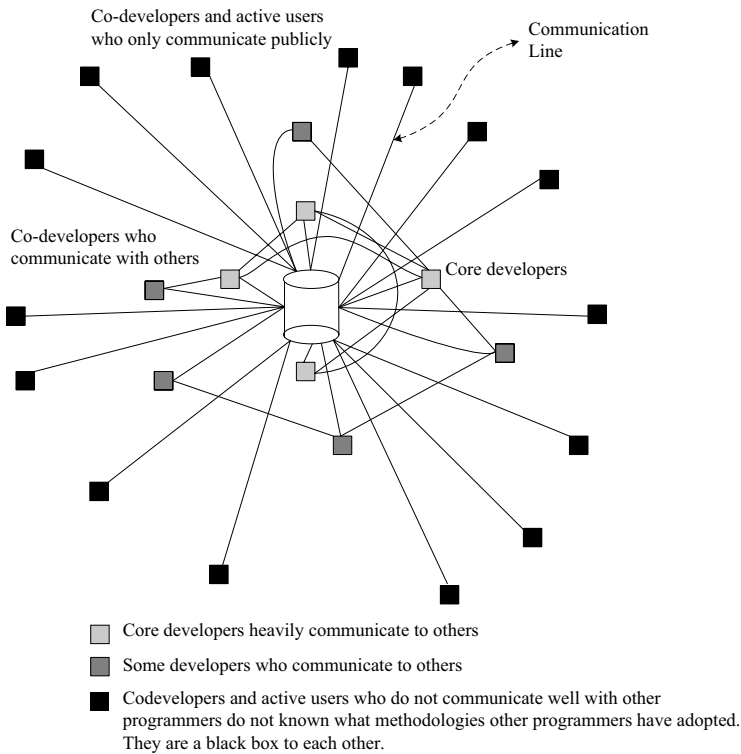 Co-developers and active users
who only communicate publicly
Communication
Line
Co-developers who
communicate with others
Core developers
Core developers heavily communicate to others
Some developers who communicate to others
Codevelopers and active users who do not communicate well with other
programmers do not known what methodologies other programmers have adopted.
They are a black box to each other.